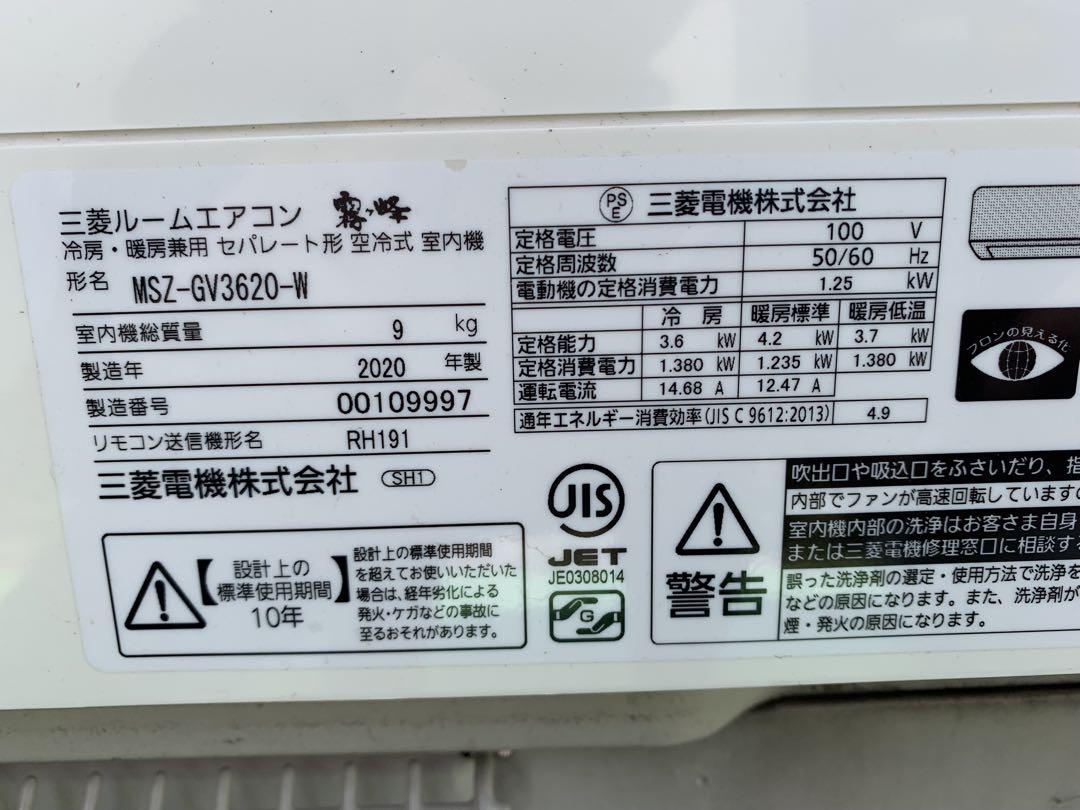 三菱ルームエアコン 霧ヶ峰
冷房・暖房兼用 セパレート形 空冷式 室内機
形名 MSZ-GV3620-W
室内機総質量 9 kg
製造年 2020 年製
製造番号 00109997
リモコン送信機形名 RH191
三菱電機株式会社 SH1
PS E 三菱電機株式会社
定格電圧 100 V
定格周波数 50/60 Hz
電動機の定格消費電力 1.25 kW
冷房 暖房標準 暖房低温
定格能力 3.6 kW 4.2 kW 3.7 kW
定格消費電力 1.380 kW 1.235 kW 1.380 kW
運転電流 14.68 A 12.47 A
通年エネルギー消費効率(JIS C 9612:2013) 4.9
フロンの見える化
【設計上の標準使用期間】
10年
設計上の標準使用期間
を超えてお使いいただいた
場合は、経年劣化による
発火・ケガなどの事故に
至るおそれがあります。
JIS
JET
JE0308014
G
警告
吹出口や吸込口をふさいだり、指
内部でファンが高速回転していますの
室内機内部の洗浄はお客さま自身
または三菱電機修理窓口に相談する
誤った洗浄剤の選定・使用方法で洗浄を
などの原因になります。また、洗浄剤が
煙・発火の原因になります。